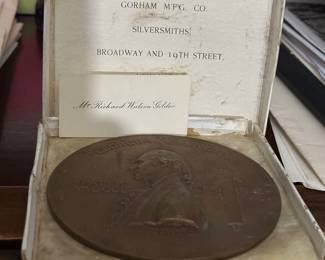 GORHAM M'F'G. CO.
SILVERSMITHS.
BROADWAY AND 19TH STREET.
Mr. Richard Watson Gilder